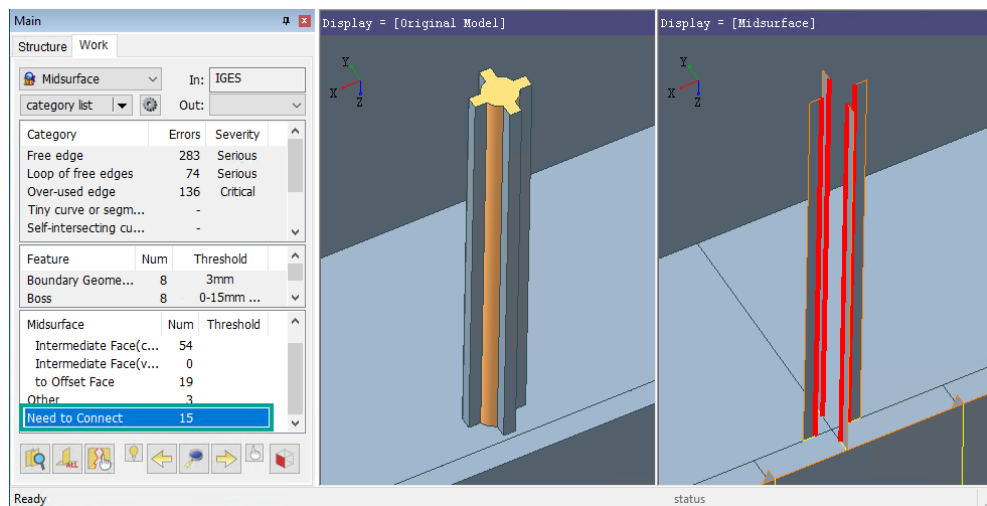 Main
Structure Work
Midsurface In: IGES
category list Out:
Category Errors Severity
Free edge 283 Serious
Loop of free edges 74 Serious
Over-used edge 136 Critical
Tiny curve or segm... -
Self-intersecting cu... -
Feature Num Threshold
Boundary Geome... 8 3mm
Boss 8 0-15mm ...
Midsurface Num Threshold
Intermediate Face(c... 54
Intermediate Face(v... 0
to Offset Face 19
Other 3
Need to Connect 15
ALL
Ready
Display = [Original Model]
Y
X
Z
Display = [Midsurface]
Y
X
Z
status